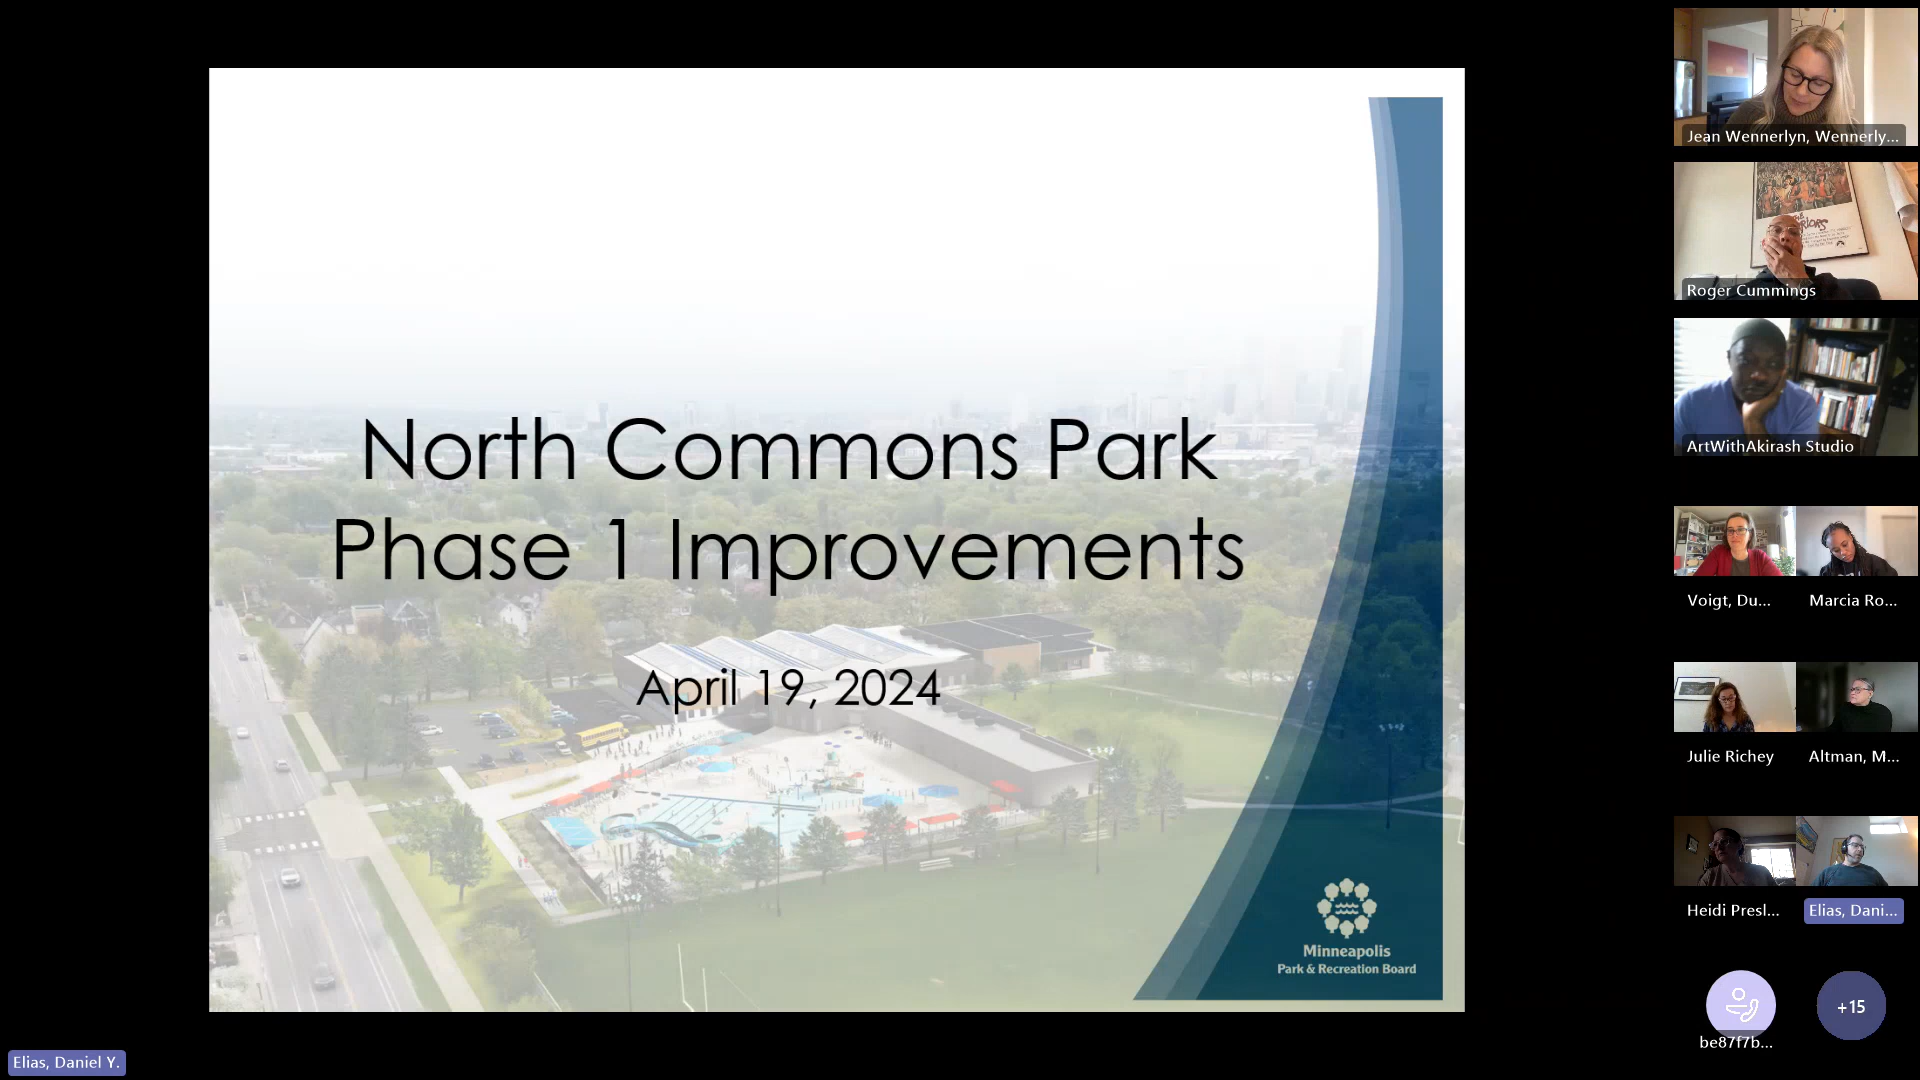 North Commons Park
Phase 1 Improvements
April 19, 2024
Minneapolis
Park & Recreation Board
Jean Wennerlyn, Wennerly...
Roger Cummings
ArtWithAkirash Studio
Voigt, Du...
Marcia Ro...
Julie Richey
Altman, M...
Heidi Presl...
Elias, Dani...
be87f7b...
+15
Elias, Daniel Y.